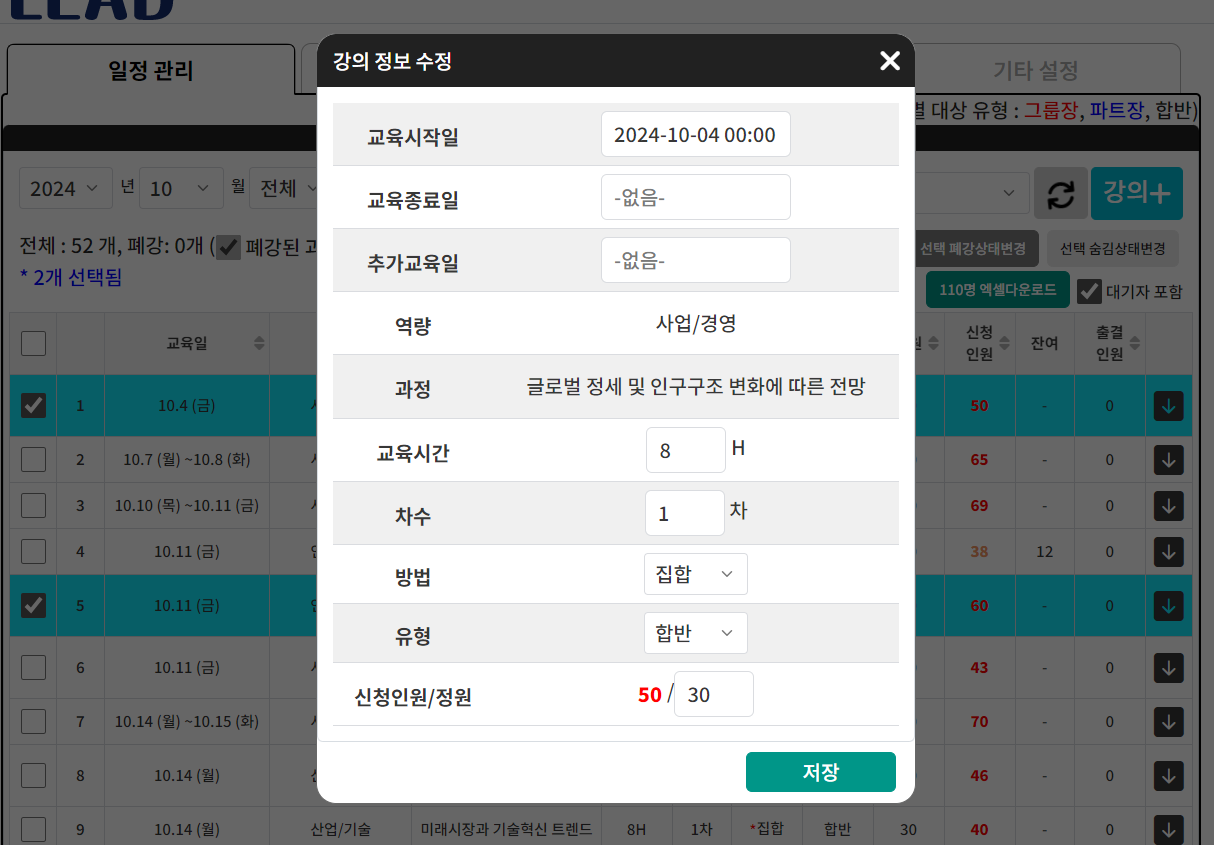 LEAD
일정 관리
기타 설정
강의 정보 수정
대상 유형 : 그룹장, 파트장, 합반)
2024 년 10 월 전체
강의+
전체 : 52 개, 폐강: 0개 ( 폐강된
선택 폐강상태변경 선택 숨김상태변경
* 2개 선택됨
110명 엑셀다운로드 대기자 포함
교육시작일 2024-10-04 00:00
교육종료일 -없음-
추가교육일 -없음-
역량 사업/경영
과정 글로벌 정세 및 인구구조 변화에 따른 전망
교육시간 8 H
차수 1 차
방법 집합
유형 합반
신청인원/정원 50 / 30
저장
교육일 신청 인원 잔여 출결 인원
1 10.4 (금) 50 - 0
2 10.7 (월) ~10.8 (화) 65 - 0
3 10.10 (목) ~10.11 (금) 69 - 0
4 10.11 (금) 38 12 0
5 10.11 (금) 60 - 0
6 10.11 (금) 43 - 0
7 10.14 (월) ~10.15 (화) 70 - 0
8 10.14 (월) 46 - 0
9 10.14 (월) 산업/기술 미래시장과 기술혁신 트렌드 8H 1차 *집합 합반 30 40 - 0